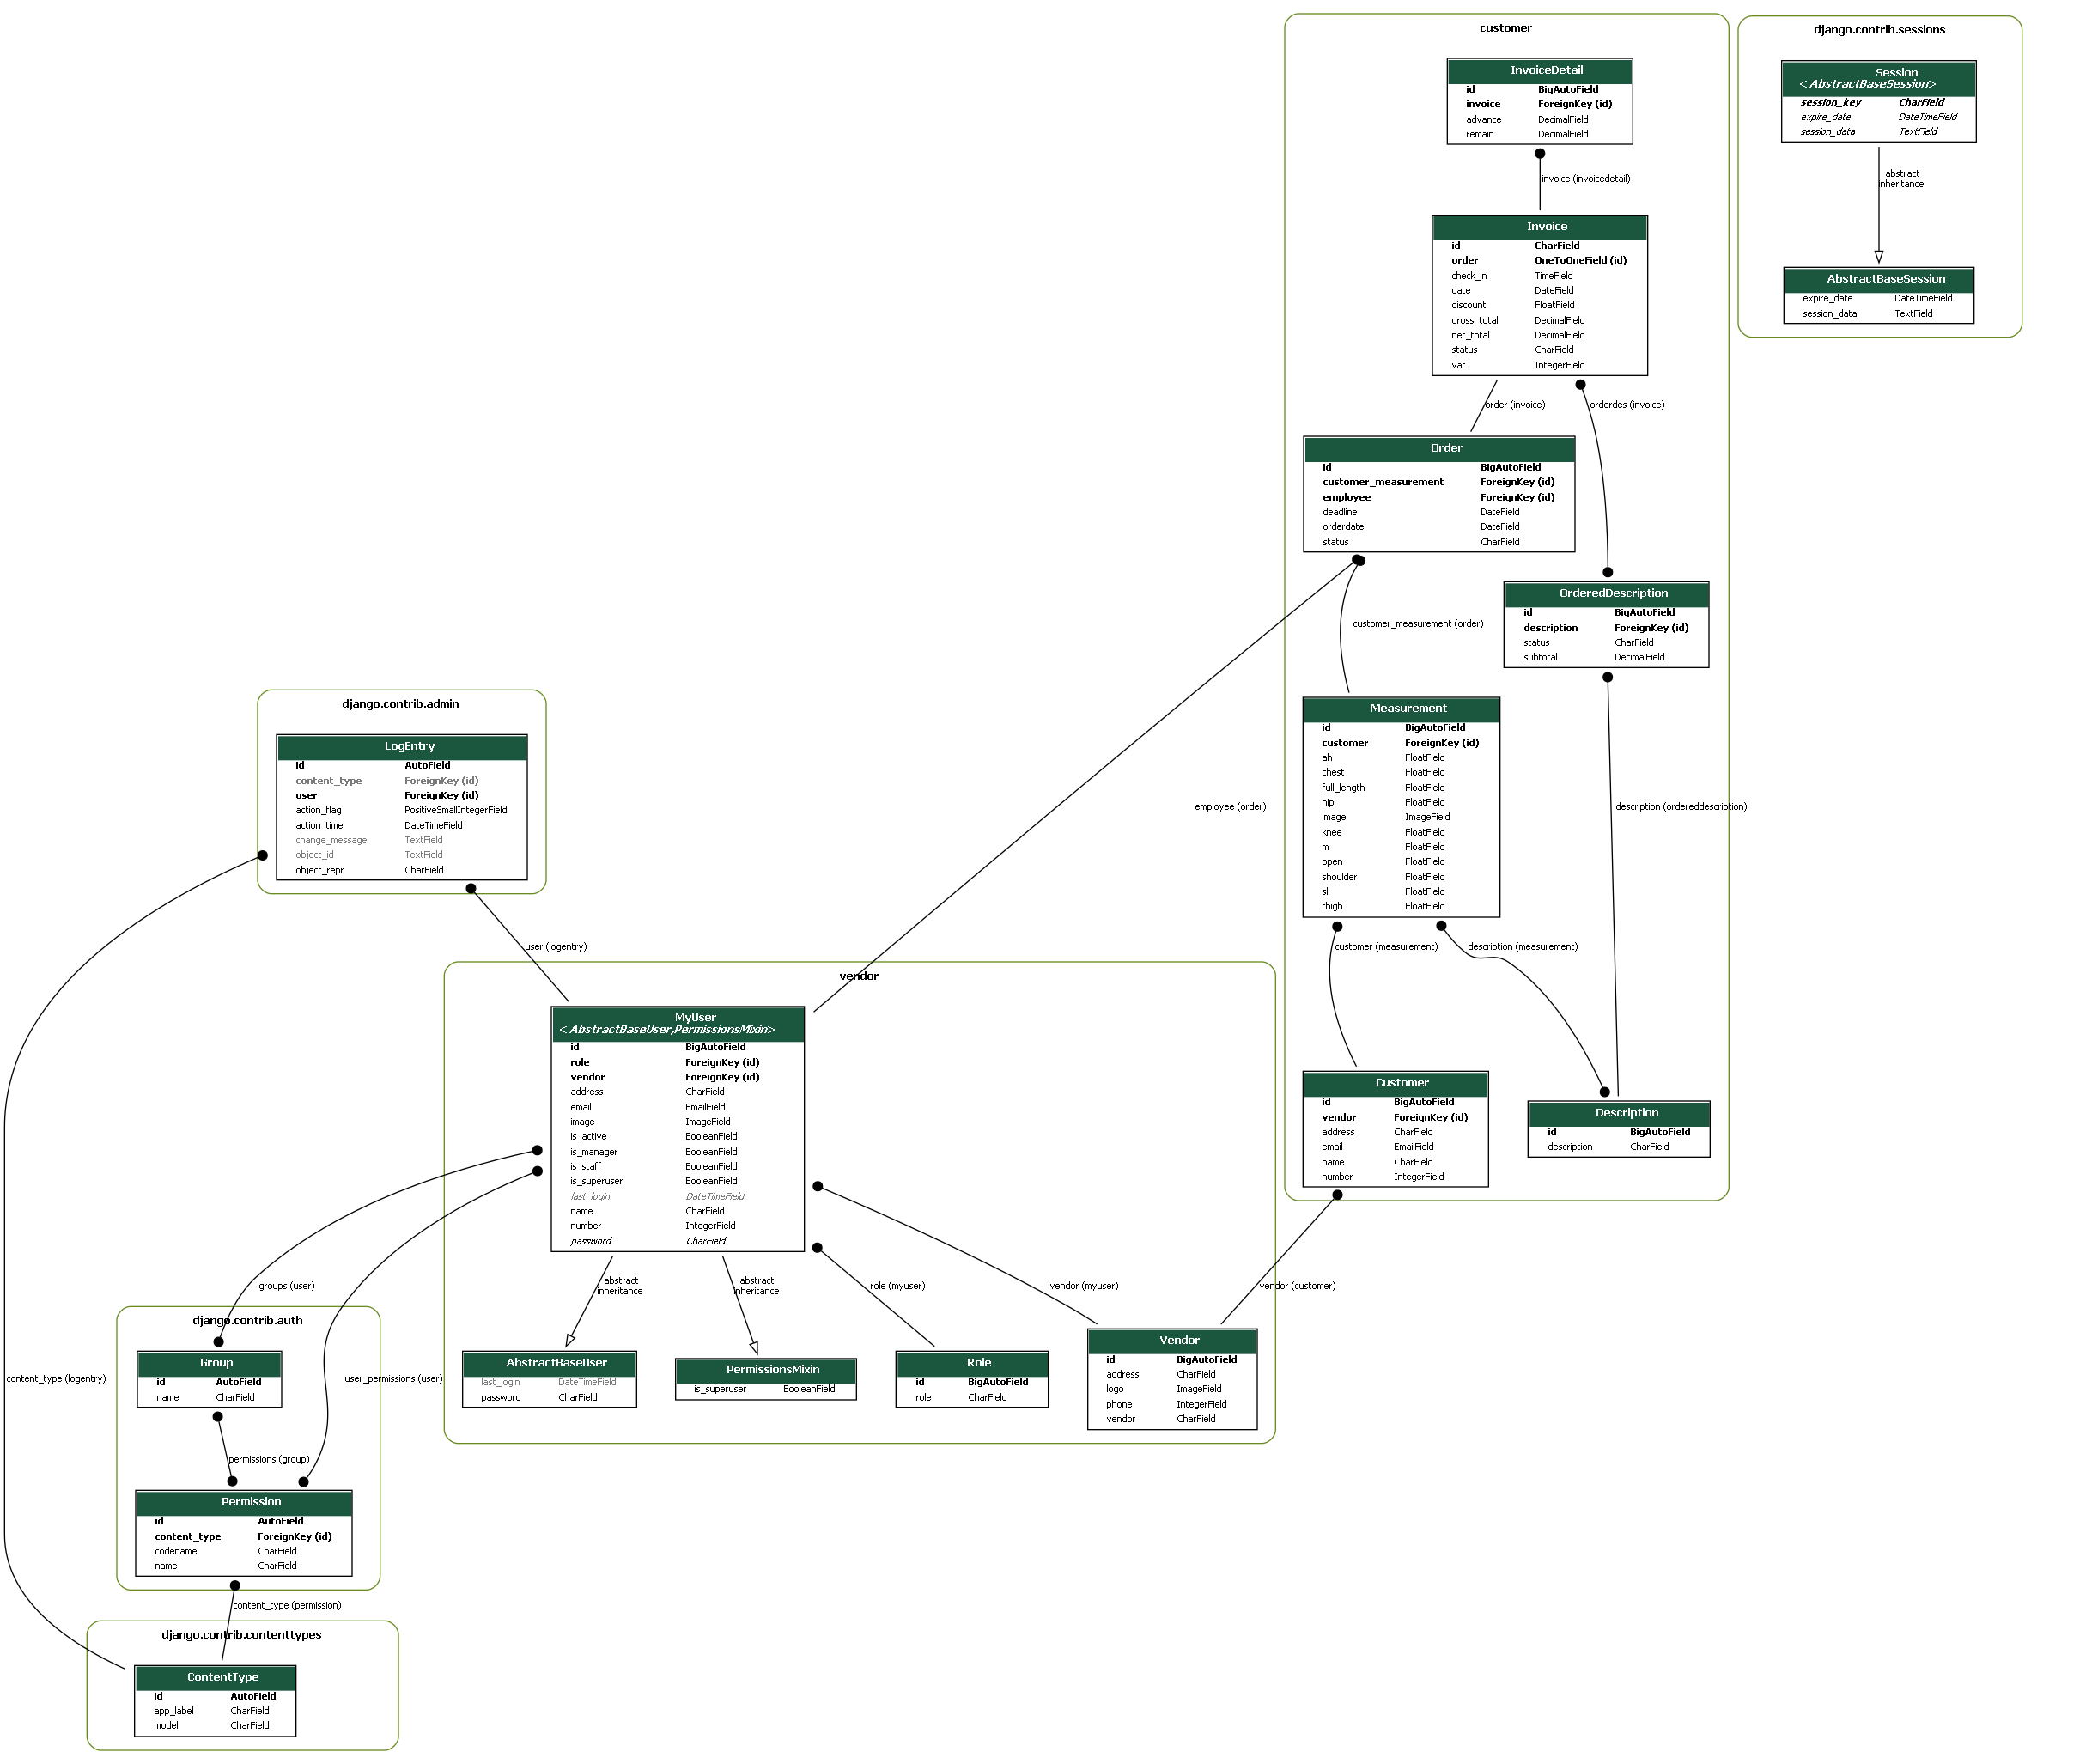 customer
InvoiceDetail
id BigAutoField
invoice ForeignKey (id)
advance DecimalField
remain DecimalField
invoice (invoicedetail)
Invoice
id CharField
order OneToOneField (id)
check_in TimeField
date DateField
discount FloatField
gross_total DecimalField
net_total DecimalField
status CharField
vat IntegerField
order (invoice)
orderdes (invoice)
Order
id BigAutoField
customer_measurement ForeignKey (id)
employee ForeignKey (id)
deadline DateField
orderdate DateField
status CharField
OrderedDescription
id BigAutoField
description ForeignKey (id)
status CharField
subtotal DecimalField
customer_measurement (order)
Measurement
id BigAutoField
customer ForeignKey (id)
ah FloatField
chest FloatField
full_length FloatField
hip FloatField
image ImageField
knee FloatField
m FloatField
open FloatField
shoulder FloatField
sl FloatField
thigh FloatField
employee (order)
description (ordereddescription)
customer (measurement)
description (measurement)
Customer
id BigAutoField
vendor ForeignKey (id)
address CharField
email EmailField
name CharField
number IntegerField
Description
id BigAutoField
description CharField
django.contrib.sessions
Session
<AbstractBaseSession>
session_key CharField
expire_date DateTimeField
session_data TextField
abstract
inheritance
AbstractBaseSession
expire_date DateTimeField
session_data TextField
django.contrib.admin
LogEntry
id AutoField
content_type ForeignKey (id)
user ForeignKey (id)
action_flag PositiveSmallIntegerField
action_time DateTimeField
change_message TextField
object_id TextField
object_repr CharField
user (logentry)
vendor
MyUser
<AbstractBaseUser,PermissionsMixin>
id BigAutoField
role ForeignKey (id)
vendor ForeignKey (id)
address CharField
email EmailField
image ImageField
is_active BooleanField
is_manager BooleanField
is_staff BooleanField
is_superuser BooleanField
last_login DateTimeField
name CharField
number IntegerField
password CharField
groups (user)
abstract
inheritance
abstract
inheritance
role (myuser)
vendor (myuser)
vendor (customer)
AbstractBaseUser
last_login DateTimeField
password CharField
PermissionsMixin
is_superuser BooleanField
Role
id BigAutoField
role CharField
Vendor
id BigAutoField
address CharField
logo ImageField
phone IntegerField
vendor CharField
django.contrib.auth
Group
id AutoField
name CharField
content_type (logentry)
user_permissions (user)
permissions (group)
Permission
id AutoField
content_type ForeignKey (id)
codename CharField
name CharField
content_type (permission)
django.contrib.contenttypes
ContentType
id AutoField
app_label CharField
model CharField